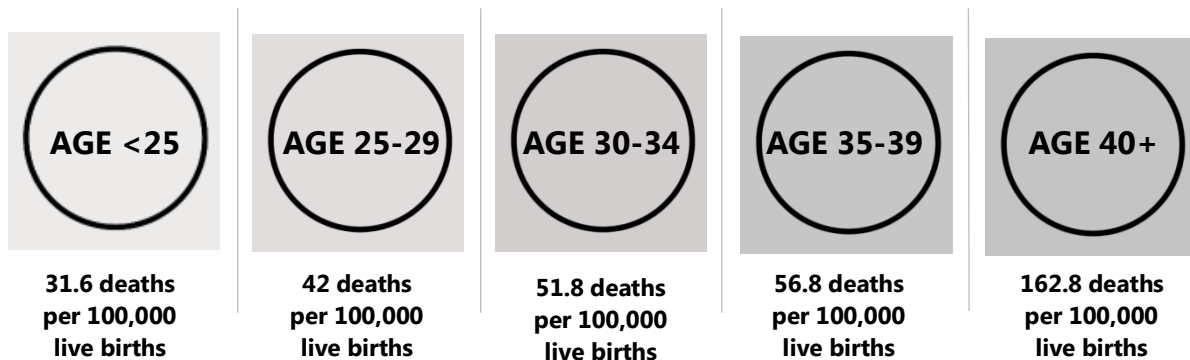 AGE <25
31.6 deaths
per 100,000
live births
AGE 25-29
42 deaths
per 100,000
live births
AGE 30-34
51.8 deaths
per 100,000
live births
AGE 35-39
56.8 deaths
per 100,000
live births
AGE 40+
162.8 deaths
per 100,000
live births